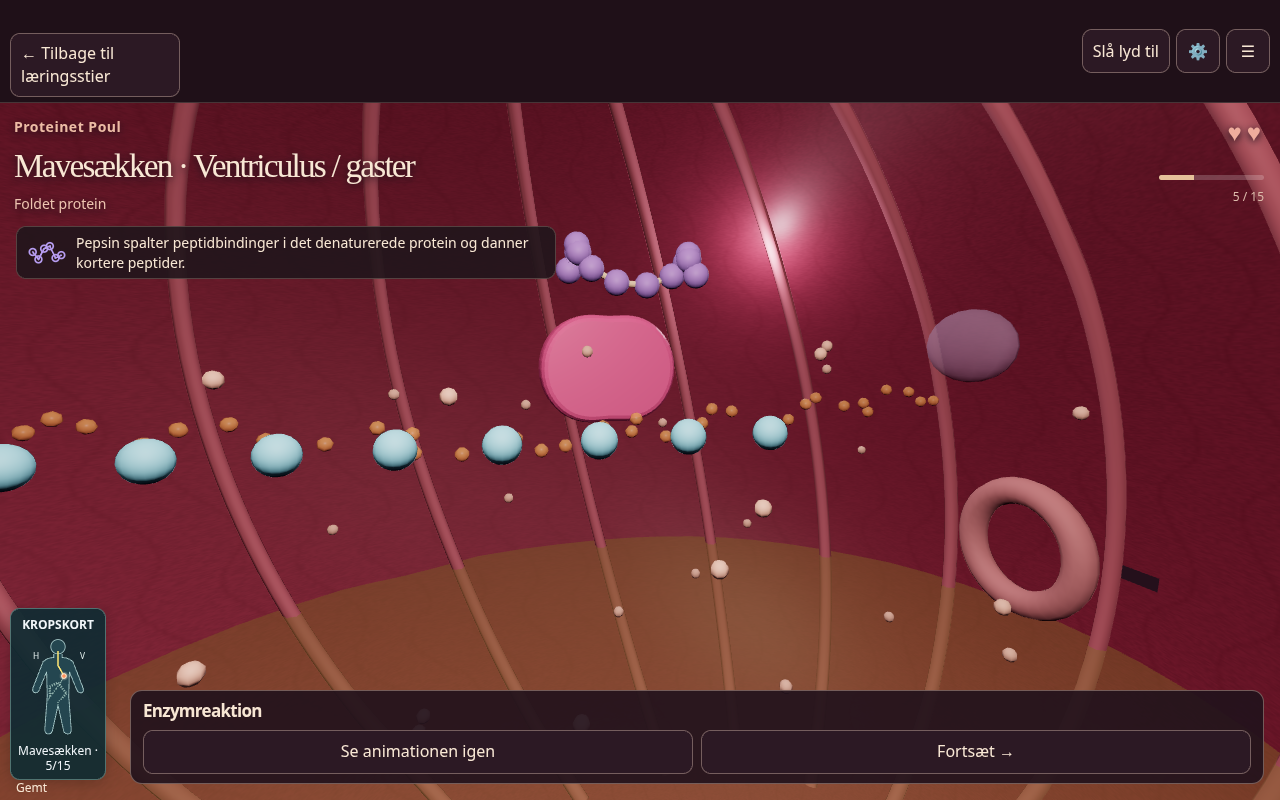 ← Tilbage til
læringsstier
Slå lyd til
Proteinet Poul
Mavesækken · Ventriculus / gaster
Foldet protein
5 / 15
Pepsin spalter peptidbindinger i det denaturerede protein og danner
kortere peptider.
KROPSKORT
H V
Mavesækken ·
5/15
Gemt
Enzymreaktion
Se animationen igen
Fortsæt →